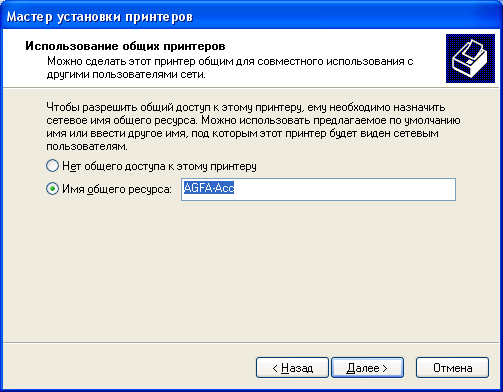 Мастер установки принтеров
Использование общих принтеров
Можно сделать этот принтер общим для совместного использования с
другими пользователями сети.
Чтобы разрешить общий доступ к этому принтеру, ему необходимо назначить
сетевое имя общего ресурса. Можно использовать предлагаемое по умолчанию
имя или ввести другое имя, под которым этот принтер будет виден сетевым
пользователям.
Нет общего доступа к этому принтеру
Имя общего ресурса: AGFA-Acc
< Назад Далее > Отмена